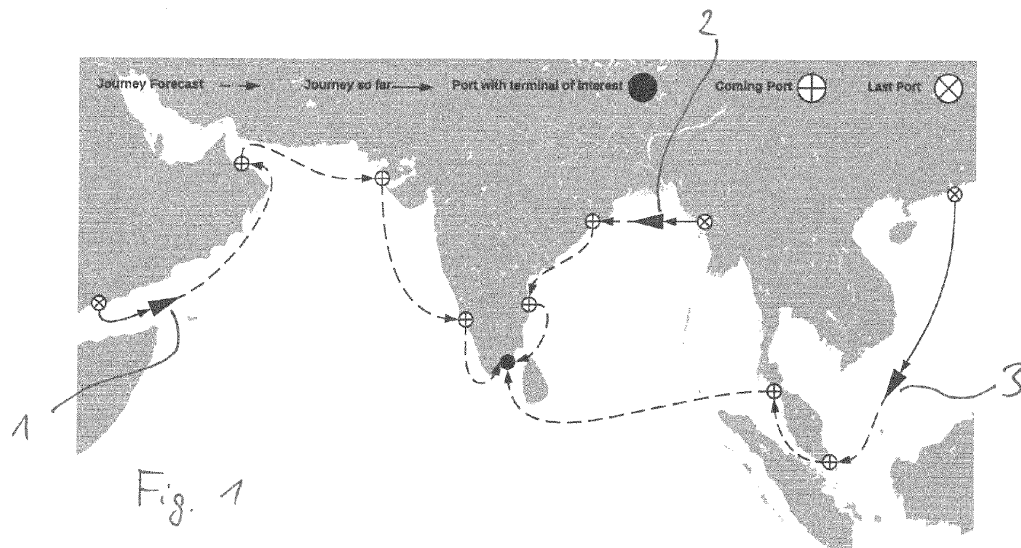 2
Journey Forecast Journey so far Port with terminal of interest Coming Port Last Port
1
3
Fig. 1